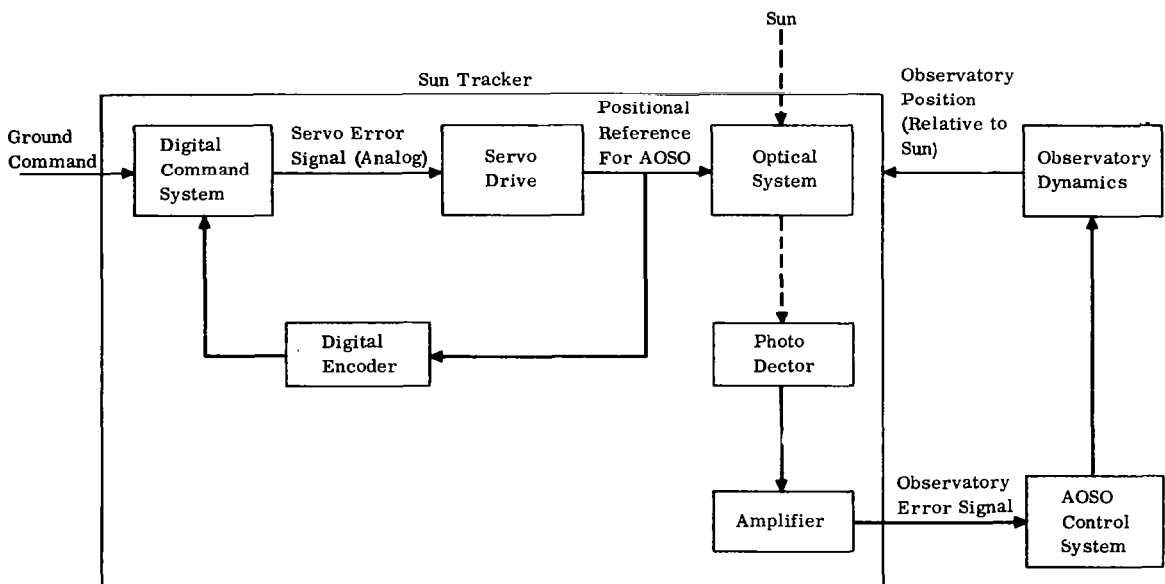 Sun
Sun Tracker
Ground
Command
Digital
Command
System
Servo Error
Signal (Analog)
Servo
Drive
Positional
Reference
For AOSO
Optical
System
Observatory
Position
(Relative to
Sun)
Observatory
Dynamics
Digital
Encoder
Photo
Dector
Amplifier
Observatory
Error Signal
AOSO
Control
System